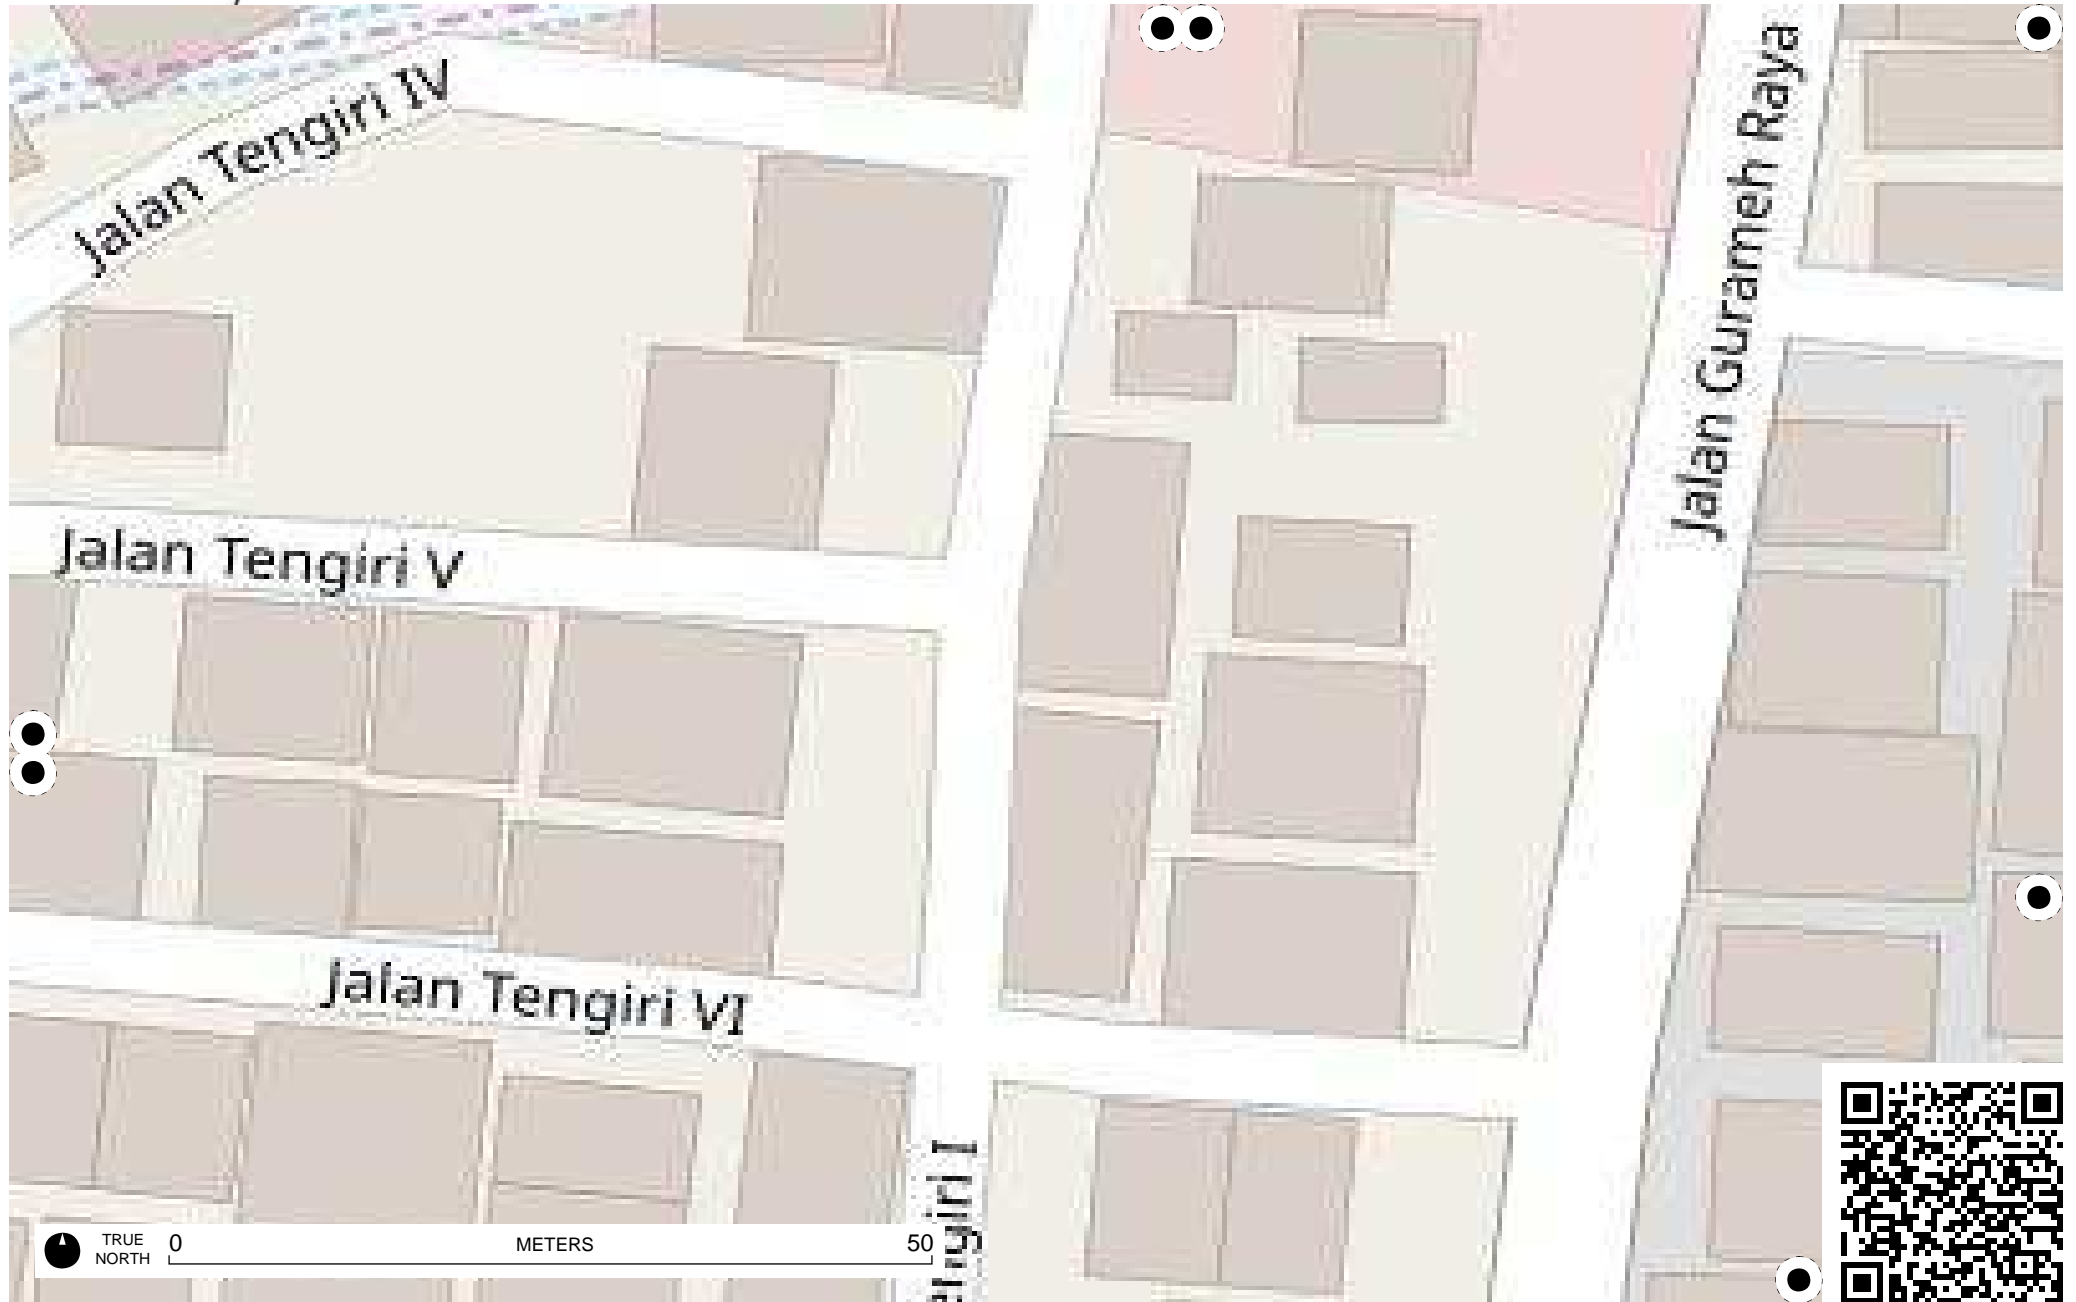 Jalan Tengiri IV
Jalan Gurameh Raya
Jalan Tengiri V
Jalan Tengiri VI
TRUE
NORTH
0
METERS
50